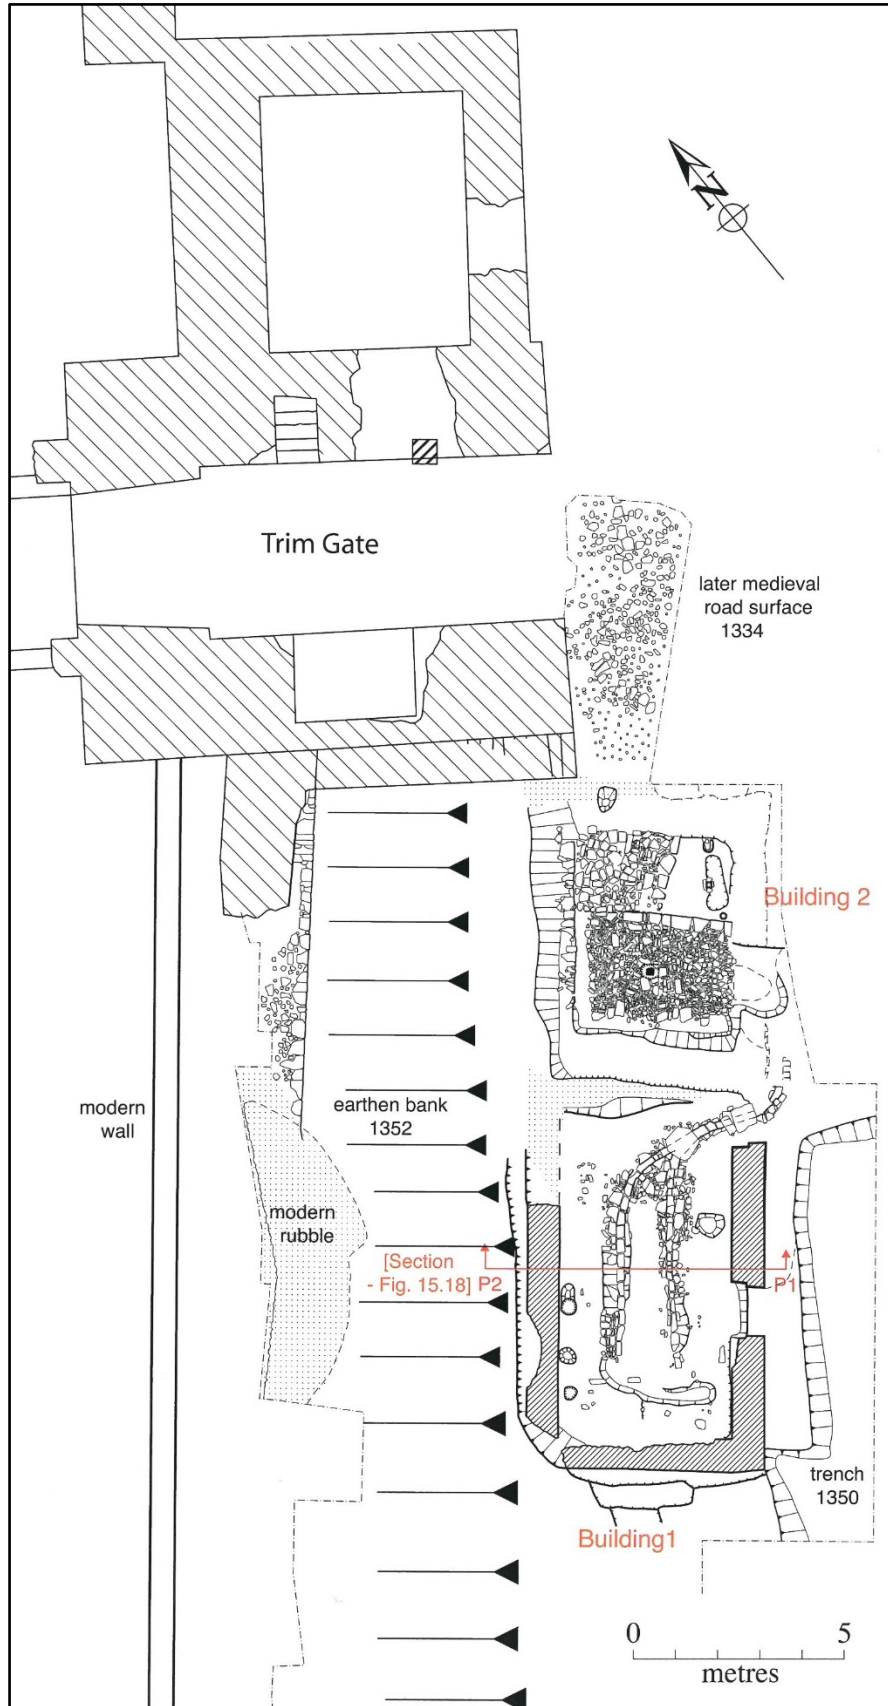 N
Trim Gate
later medieval
road surface
1334
Building 2
modern
wall
earthen bank
1352
modern
rubble
[Section
- Fig. 15.18] P2
P1
trench
1350
Building1
0 5
metres